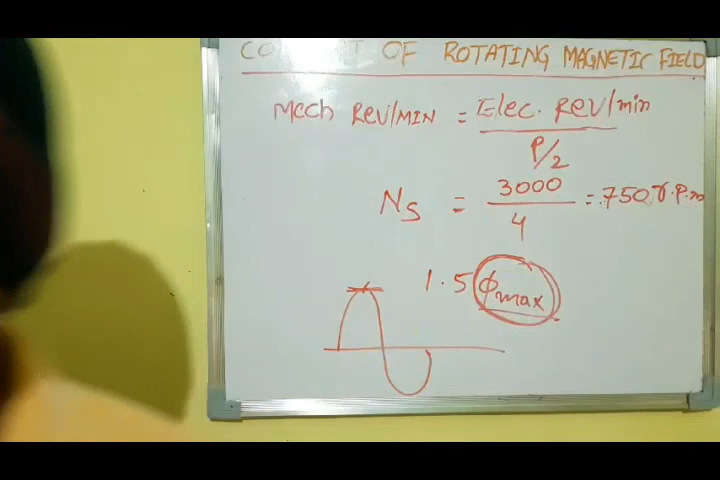 OF ROTATING MAGNETIC FIELD
Mech Rev/MIN = Elec. Rev/min
P/2
Ns = 3000 = 750 r.p.m
4
1.5 ϕmax